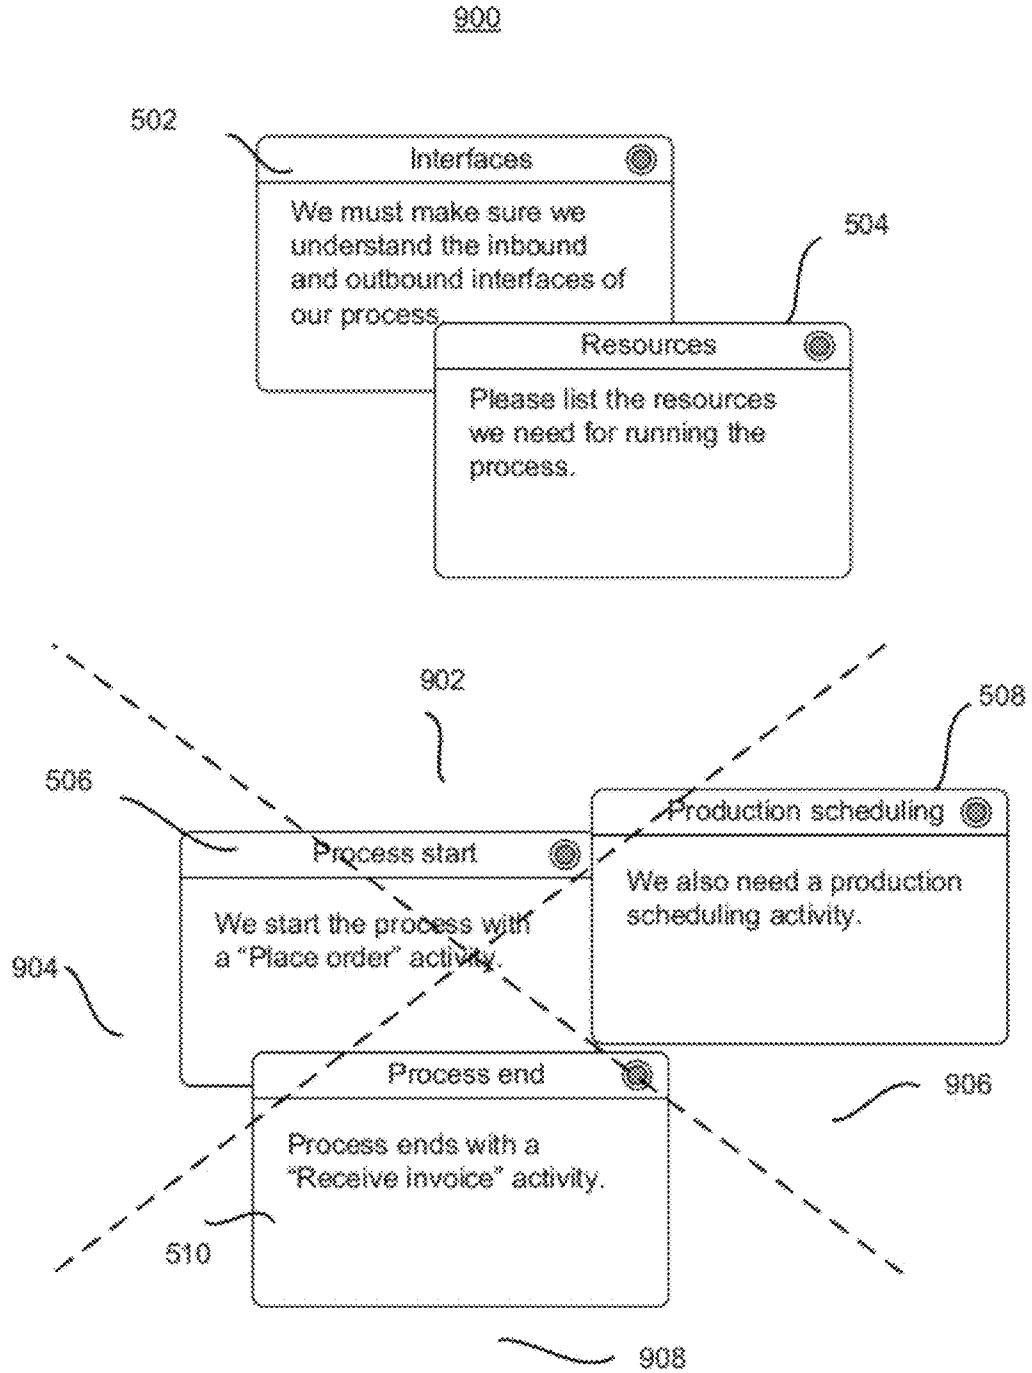 900
502
Interfaces
We must make sure we
understand the inbound
and outbound interfaces of
our process.
504
Resources
Please list the resources
we need for running the
process.
902
508
506
Production scheduling
We also need a production
scheduling activity.
Process start
We start the process with
a “Place order” activity.
904
Process end
906
Process ends with a
“Receive invoice” activity.
510
908